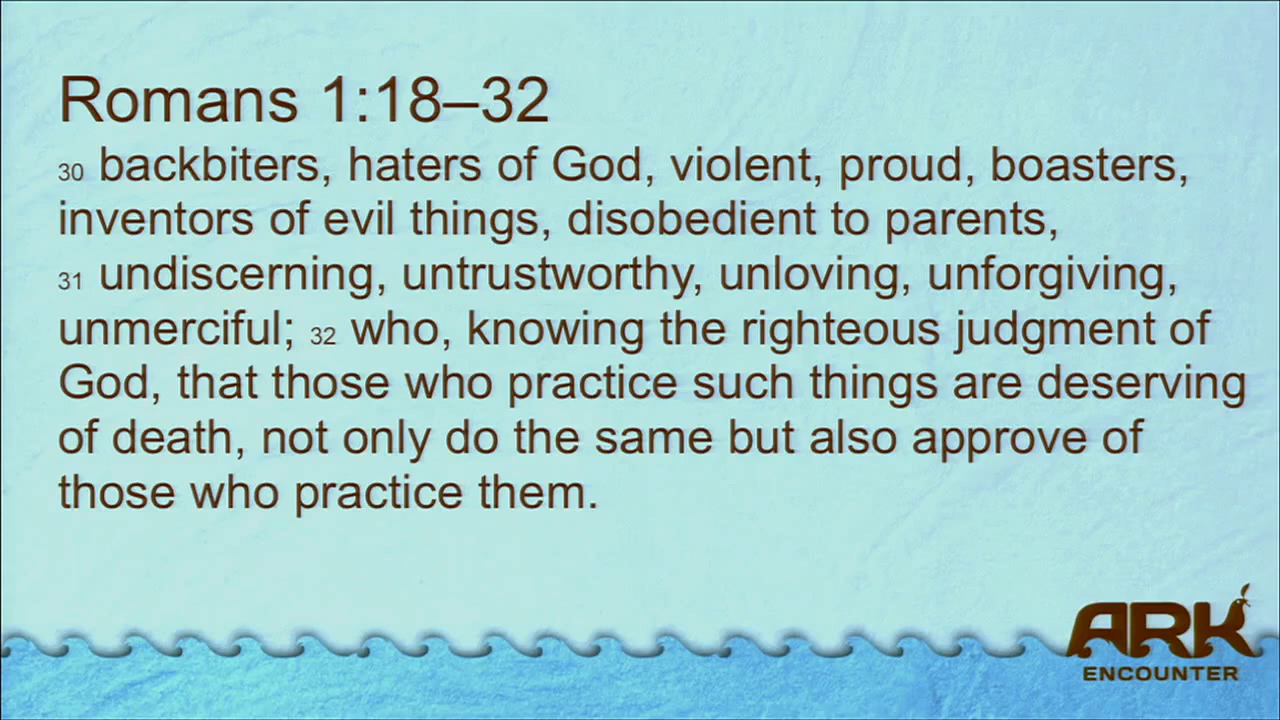 Romans 1:18–32
30 backbiters, haters of God, violent, proud, boasters,
inventors of evil things, disobedient to parents,
31 undiscerning, untrustworthy, unloving, unforgiving,
unmerciful; 32 who, knowing the righteous judgment of
God, that those who practice such things are deserving
of death, not only do the same but also approve of
those who practice them.
ARK
ENCOUNTER